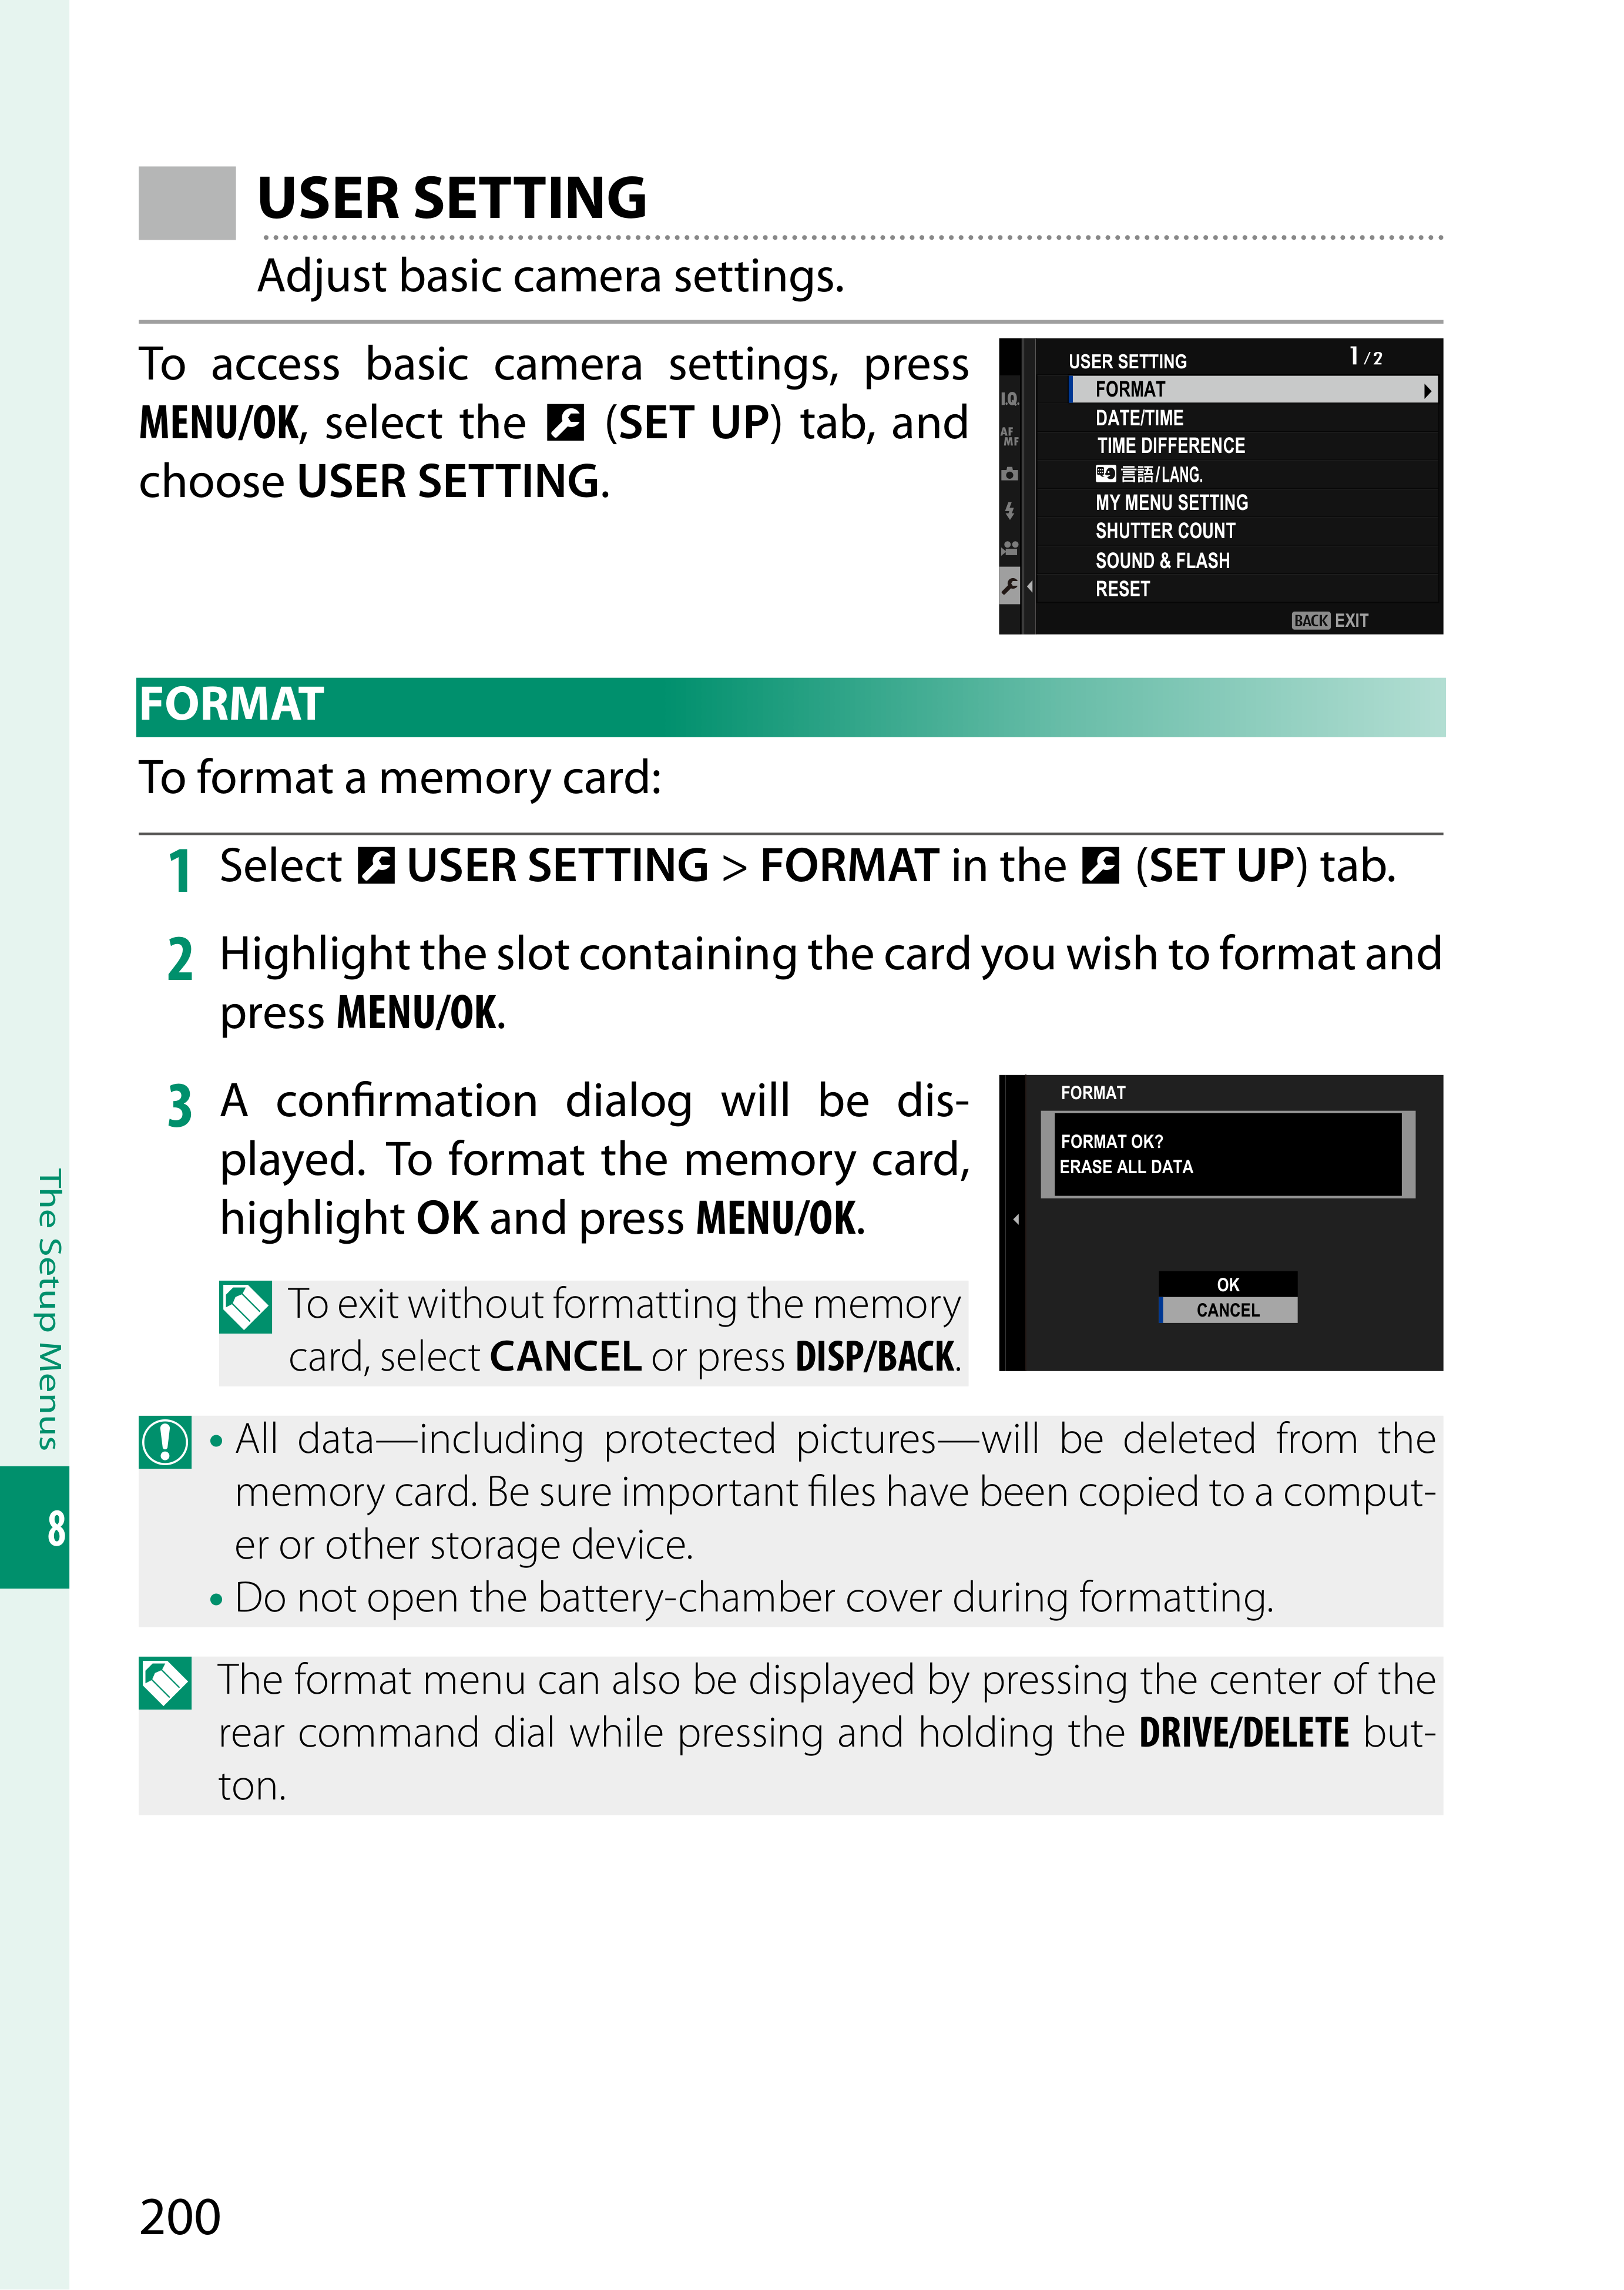 USER SETTING
Adjust basic camera settings.
To access basic camera settings, press
MENU/OK, select the (SET UP) tab, and
choose USER SETTING.
USER SETTING 1/2
FORMAT
DATE/TIME
TIME DIFFERENCE
言語/LANG.
MY MENU SETTING
SHUTTER COUNT
SOUND & FLASH
RESET
BACK EXIT
I.Q.
AF
MF
FORMAT
To format a memory card:
1 Select USER SETTING > FORMAT in the (SET UP) tab.
2 Highlight the slot containing the card you wish to format and
press MENU/OK.
3 A confirmation dialog will be dis-
played. To format the memory card,
highlight OK and press MENU/OK.
To exit without formatting the memory
card, select CANCEL or press DISP/BACK.
FORMAT
FORMAT OK?
ERASE ALL DATA
OK
CANCEL
• All data—including protected pictures—will be deleted from the
memory card. Be sure important files have been copied to a comput-
er or other storage device.
• Do not open the battery-chamber cover during formatting.
The format menu can also be displayed by pressing the center of the
rear command dial while pressing and holding the DRIVE/DELETE but-
ton.
The Setup Menus
8
200